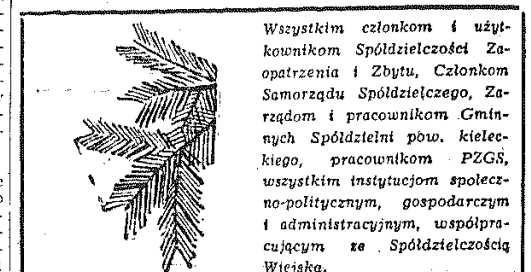 Wszystkim członkom i użyt-
kownikom Spółdzielczości Za-
opatrzenia i Zbytu, Członkom
Samorządu Spółdzielczego, Za-
rządom i pracownikom Gmin-
nych Spółdzielni pow. kielec-
kiego, pracownikom PZGS,
wszystkim instytucjom społecz-
no-politycznym, gospodarczym
i administracyjnym, współpra-
cującym ze Spółdzielczością
Wiejską.